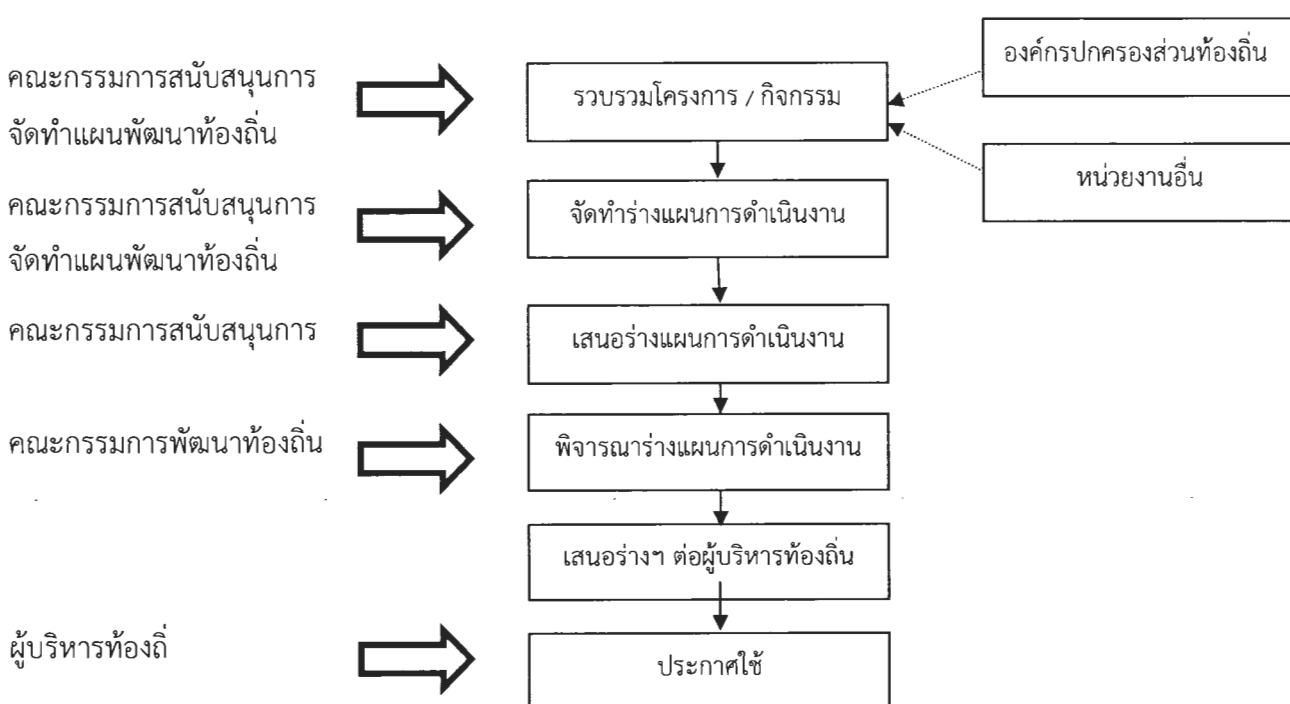 องค์กรปกครองส่วนท้องถิ่น
คณะกรรมการสนับสนุนการ
จัดทำแผนพัฒนาท้องถิ่น
รวบรวมโครงการ / กิจกรรม
หน่วยงานอื่น
คณะกรรมการสนับสนุนการ
จัดทำแผนพัฒนาท้องถิ่น
จัดทำร่างแผนการดำเนินงาน
คณะกรรมการสนับสนุนการ
เสนอร่างแผนการดำเนินงาน
คณะกรรมการพัฒนาท้องถิ่น
พิจารณาร่างแผนการดำเนินงาน
เสนอร่างฯ ต่อผู้บริหารท้องถิ่น
ผู้บริหารท้องถิ่
ประกาศใช้